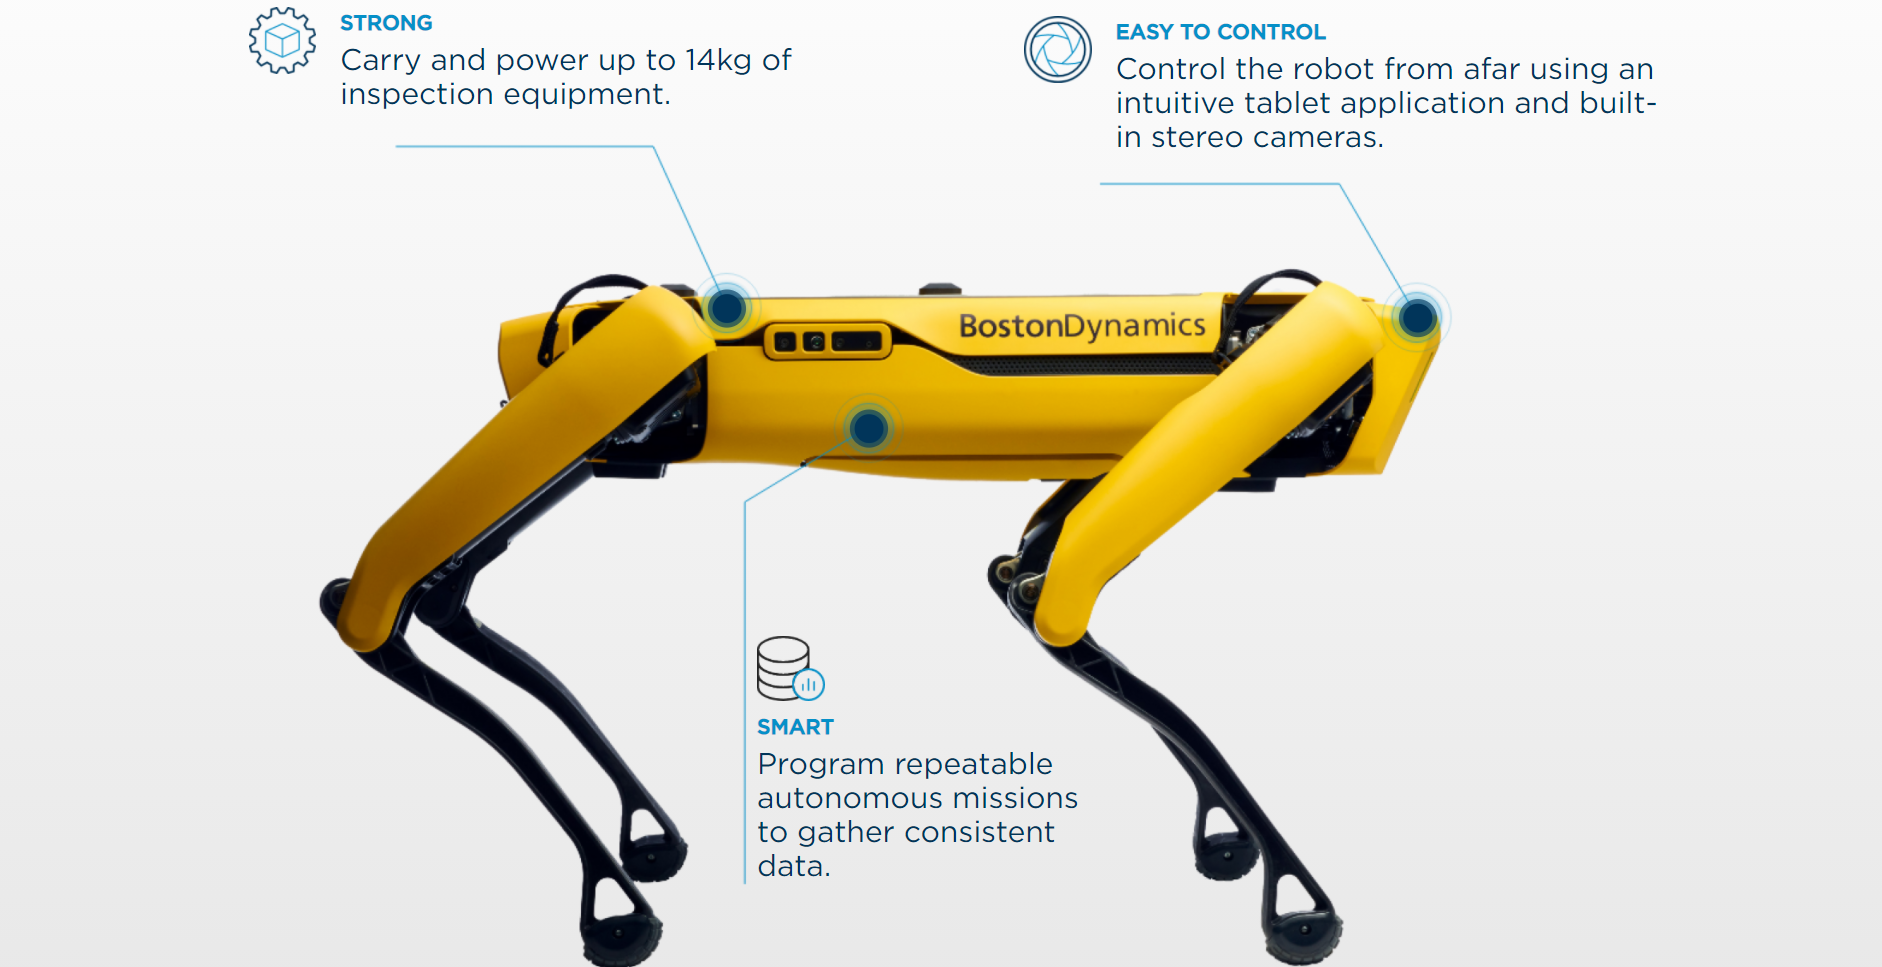 STRONG
Carry and power up to 14kg of
inspection equipment.
EASY TO CONTROL
Control the robot from afar using an
intuitive tablet application and built-
in stereo cameras.
BostonDynamics
SMART
Program repeatable
autonomous missions
to gather consistent
data.